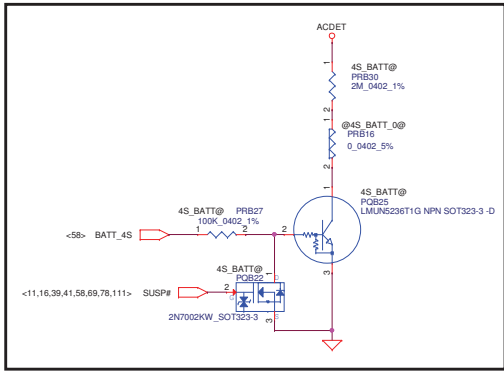 ACDET
1
4S_BATT@
PRB30
2M_0402_1%
2
1
@4S_BATT_0@
PRB16
0_0402_5%
2
1
4S_BATT@
PQB25
LMUN5236T1G NPN SOT323-3 -D
4S_BATT@ PRB27
100K_0402_1%
<58> BATT_4S
1 2 2
3
4S_BATT@
PQB22
1 D
<11,16,39,41,58,69,78,111> SUSP# 2 G
3 S
2N7002KW_SOT323-3